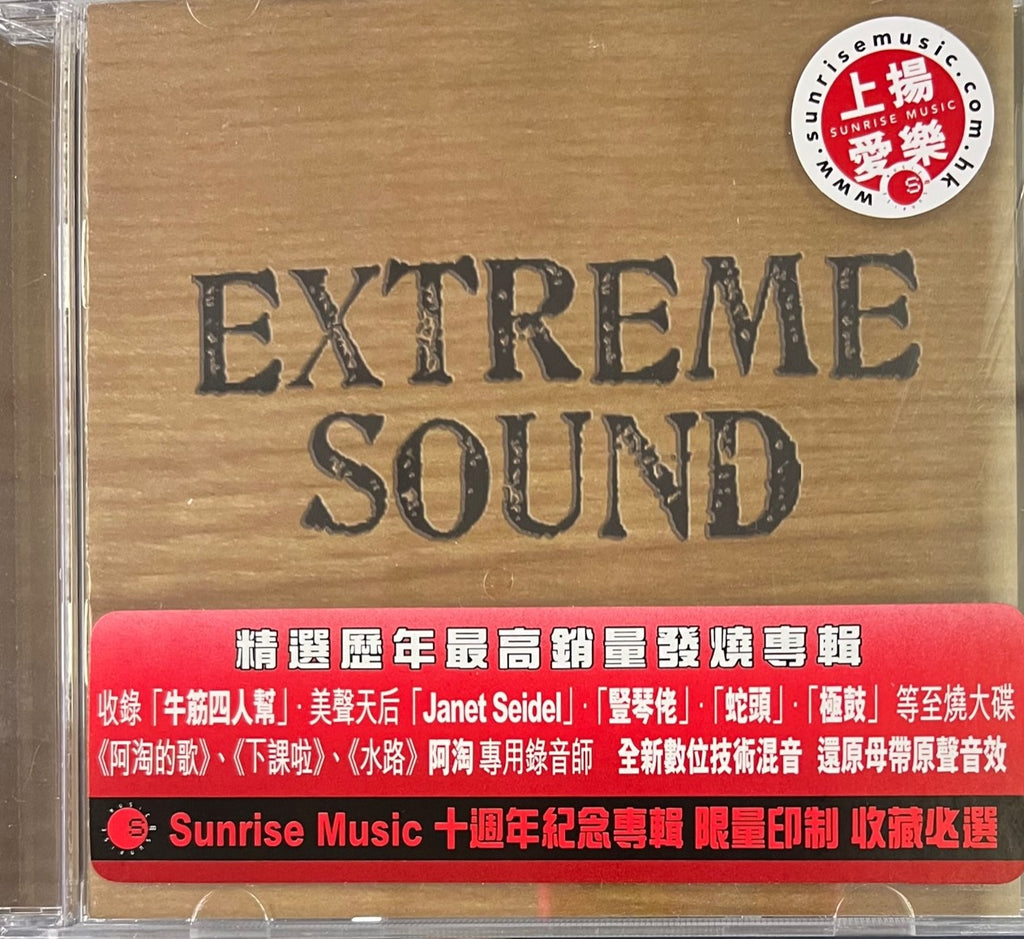 www.sunrisemusic.com.hk
上揚
SUNRISE MUSIC
愛樂
S
EXTREME
SOUND
精選歷年最高銷量發燒專輯
收錄「牛筋四人幫」·美聲天后「Janet Seidel」·「豎琴佬」·「蛇頭」·「極鼓」等至燒大碟
《阿淘的歌》、《下課啦》、《水路》阿淘專用錄音師 全新數位技術混音 還原母帶原聲音效
Sunrise Music 十週年紀念專輯 限量印制 收藏必選